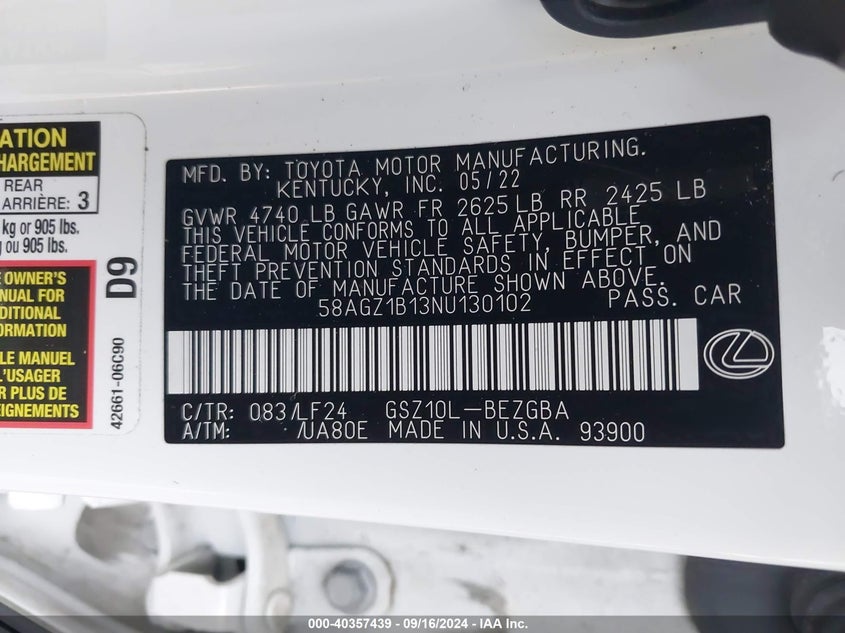 ATION
HARGEMENT
REAR
ARRIÈRE: 3
kg or 905 lbs.
ou 905 lbs.
OWNER'S
FOR
INFORMATION
LE MANUEL
L'USAGER
PLUS DE
D9
42661-06C90
MFD. BY: TOYOTA MOTOR MANUFACTURING.
KENTUCKY, INC. 05/22
GVWR 4740 LB GAWR FR 2625 LB RR 2425 LB
THIS VEHICLE CONFORMS TO ALL APPLICABLE
FEDERAL MOTOR VEHICLE SAFETY, BUMPER, AND
THEFT PREVENTION STANDARDS IN EFFECT ON
THE DATE OF MANUFACTURE SHOWN ABOVE.
58AGZ1B13NU130102 PASS. CAR
C/TR: 083/LF24 GSZ10L-BEZGBA
A/TM: /UA80E MADE IN U.S.A. 93900
000-40357439 - 09/16/2024 - IAA Inc.